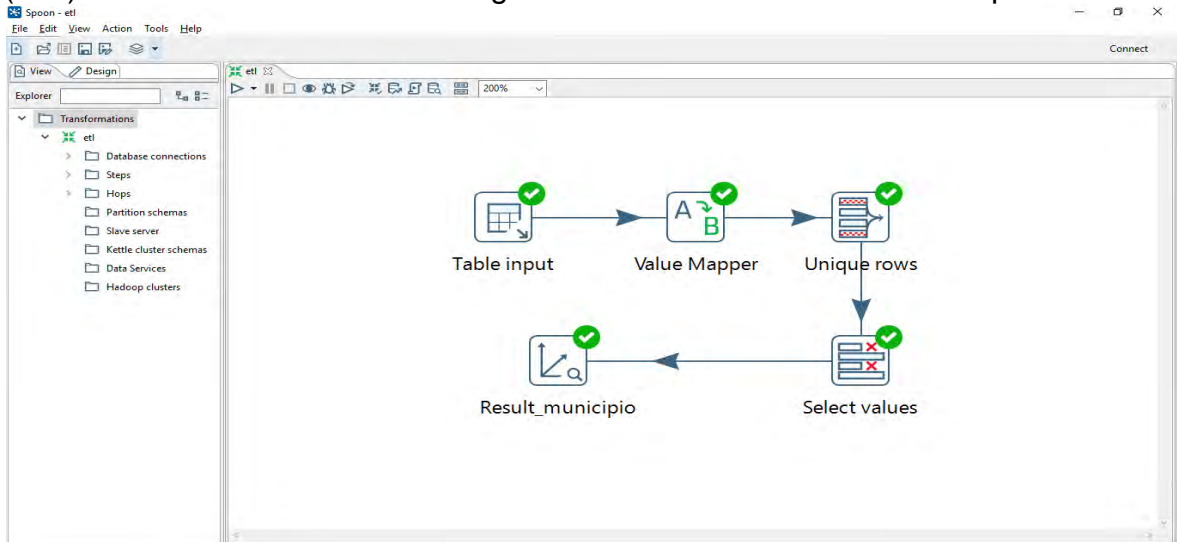 Spoon - etl
File Edit View Action Tools Help
Connect
View Design
etl
Explorer
200%
Transformations
etl
Database connections
Steps
Hops
Partition schemas
Slave server
Kettle cluster schemas
Data Services
Hadoop clusters
A
B
Table input Value Mapper Unique rows
Result_municipio Select values